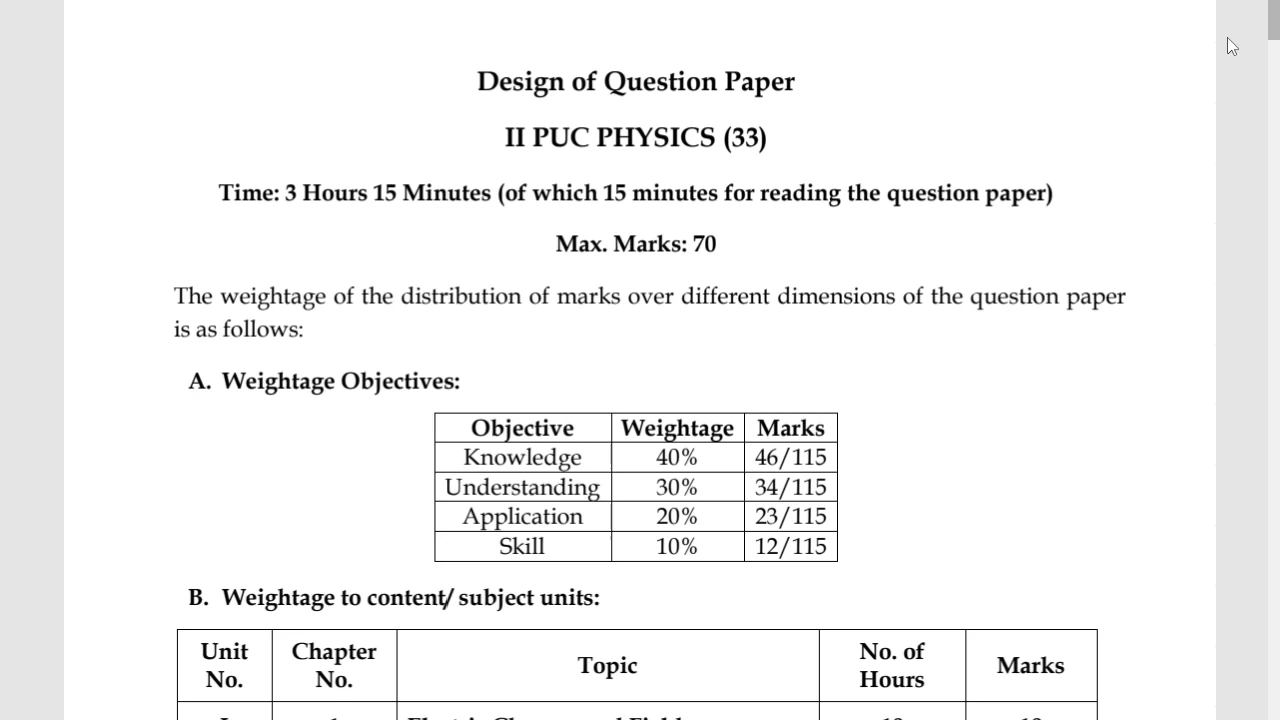 Design of Question Paper
II PUC PHYSICS (33)
Time: 3 Hours 15 Minutes (of which 15 minutes for reading the question paper)
Max. Marks: 70
The weightage of the distribution of marks over different dimensions of the question paper
is as follows:
A. Weightage Objectives:
Objective Weightage Marks
Knowledge 40% 46/115
Understanding 30% 34/115
Application 20% 23/115
Skill 10% 12/115
B. Weightage to content/ subject units:
Unit No. Chapter No. Topic No. of Hours Marks